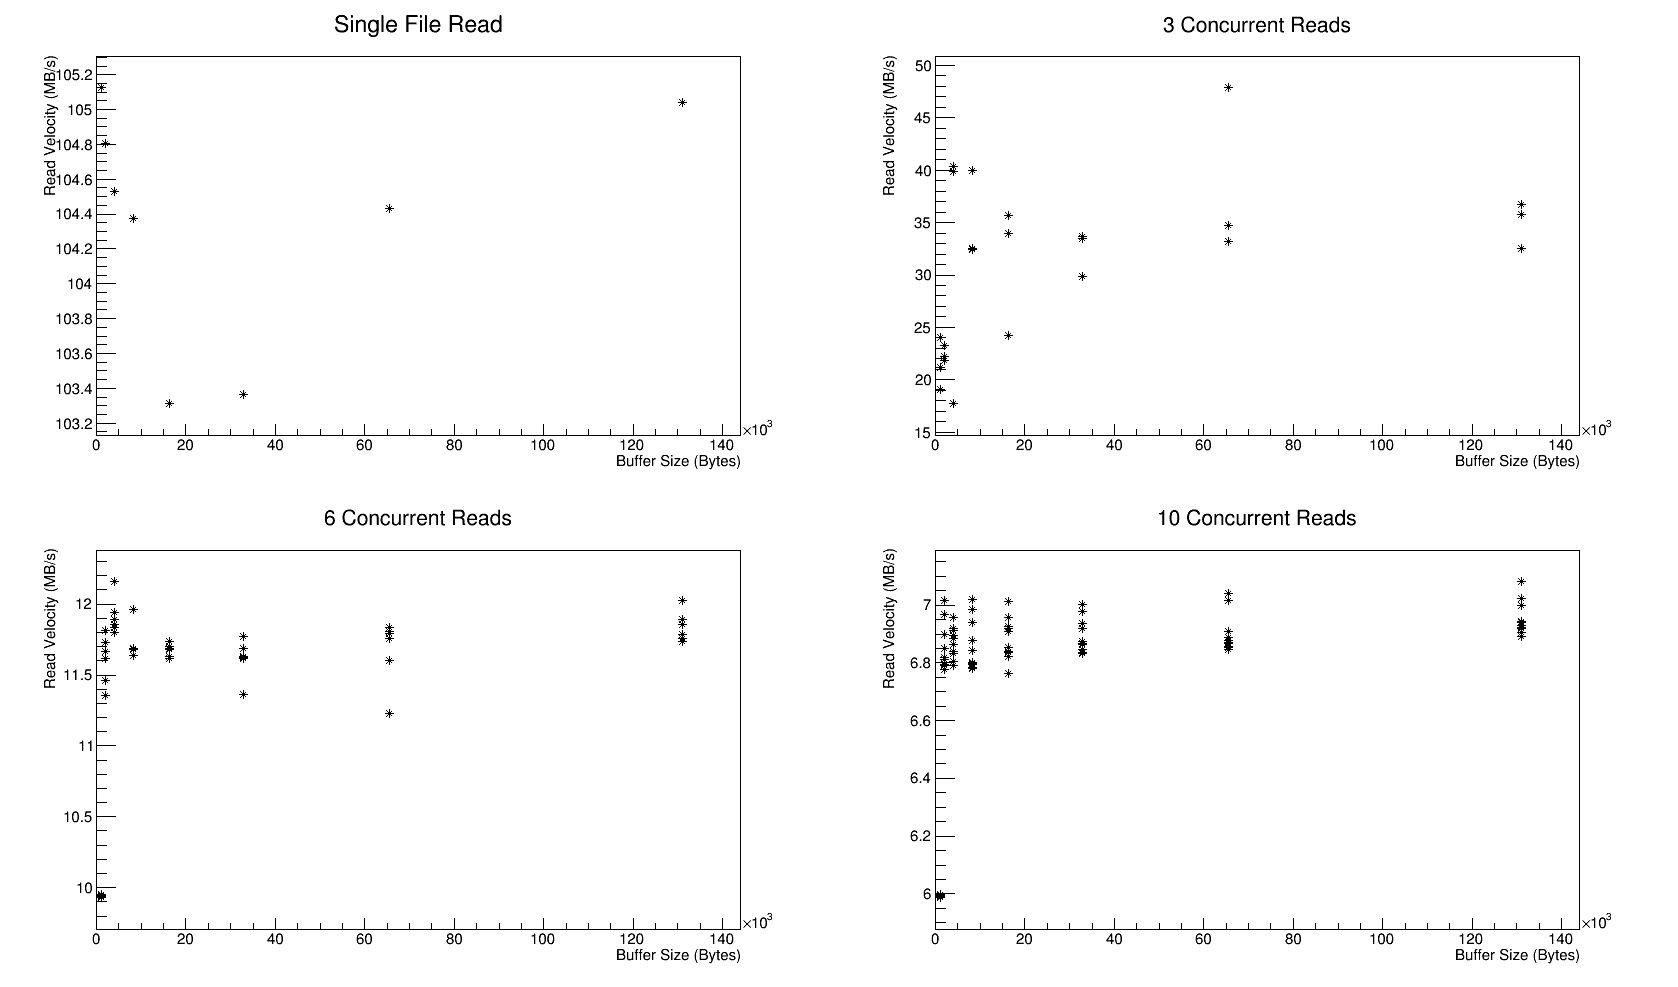 Single File Read
Read Velocity (MB/s)
105.2
105
104.8
104.6
104.4
104.2
104
103.8
103.6
103.4
103.2
0 20 40 60 80 100 120 140 ×10³
Buffer Size (Bytes)
3 Concurrent Reads
Read Velocity (MB/s)
50
45
40
35
30
25
20
15
0 20 40 60 80 100 120 140 ×10³
Buffer Size (Bytes)
6 Concurrent Reads
Read Velocity (MB/s)
12
11.5
11
10.5
10
0 20 40 60 80 100 120 140 ×10³
Buffer Size (Bytes)
10 Concurrent Reads
Read Velocity (MB/s)
7
6.8
6.6
6.4
6.2
6
0 20 40 60 80 100 120 140 ×10³
Buffer Size (Bytes)